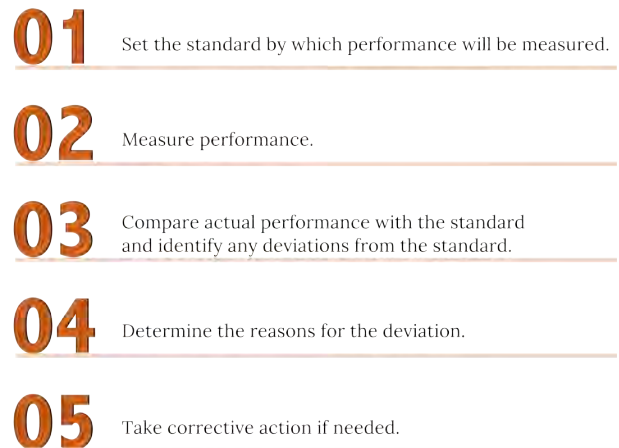 01 Set the standard by which performance will be measured.
02 Measure performance.
03 Compare actual performance with the standard
and identify any deviations from the standard.
04 Determine the reasons for the deviation.
05 Take corrective action if needed.